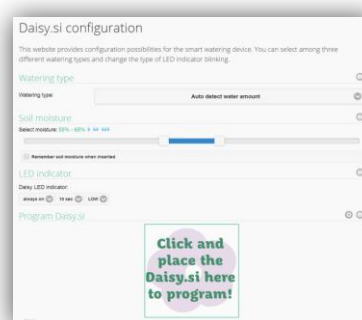 Daisy.si configuration
This website provides configuration possibilities for the smart watering device. You can select among three
different watering types and change the type of LED indicator blinking.
Watering type
Watering type:
Auto detect water amount
Soil moisture
Select moisture: 50% - 68%
Remember soil moisture when inserted
LED indicator
Daisy LED indicator:
always on
10 sec
LOW
Program Daisy.si
Click and
place the
Daisy.si here
to program!